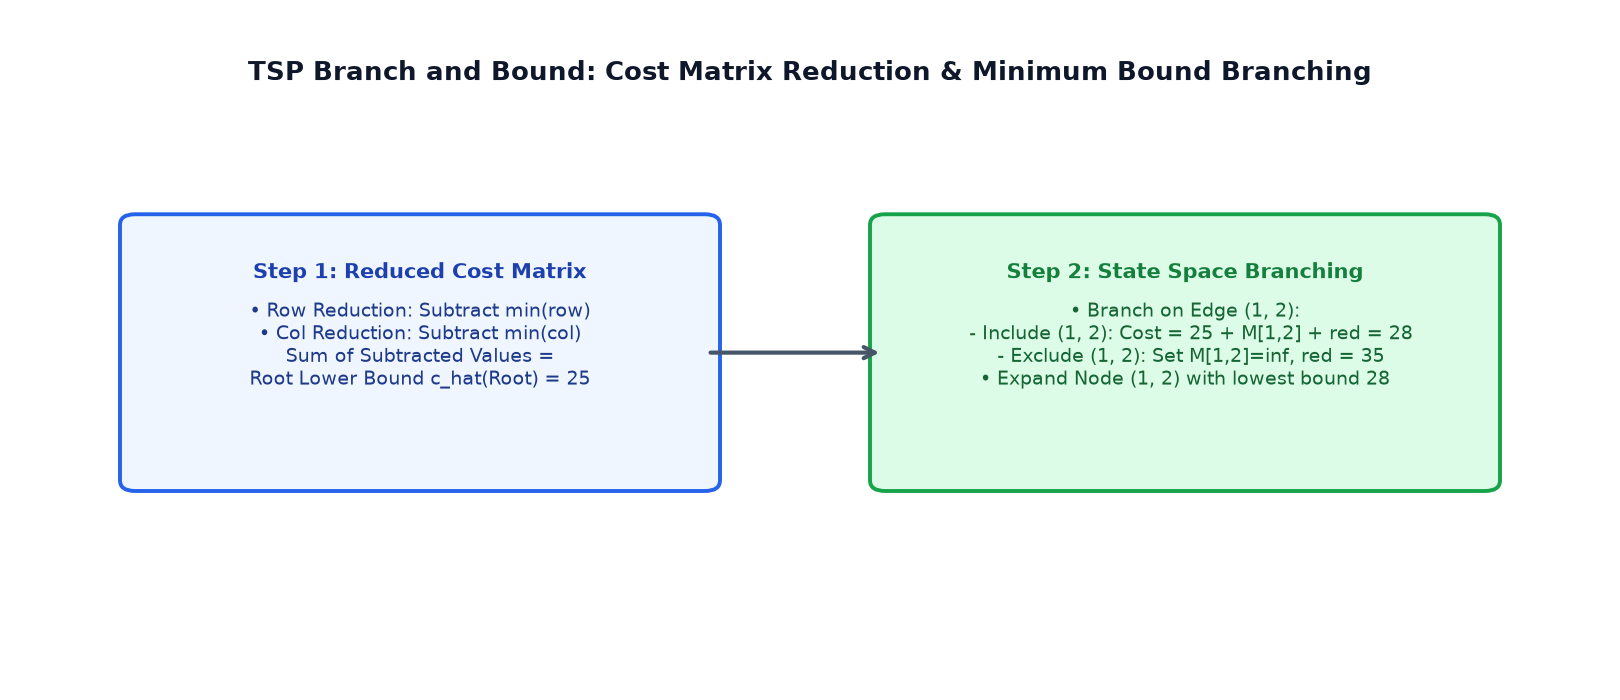 TSP Branch and Bound: Cost Matrix Reduction & Minimum Bound Branching
Step 1: Reduced Cost Matrix
• Row Reduction: Subtract min(row)
• Col Reduction: Subtract min(col)
Sum of Subtracted Values =
Root Lower Bound c_hat(Root) = 25
Step 2: State Space Branching
• Branch on Edge (1, 2):
- Include (1, 2): Cost = 25 + M[1,2] + red = 28
- Exclude (1, 2): Set M[1,2]=inf, red = 35
• Expand Node (1, 2) with lowest bound 28